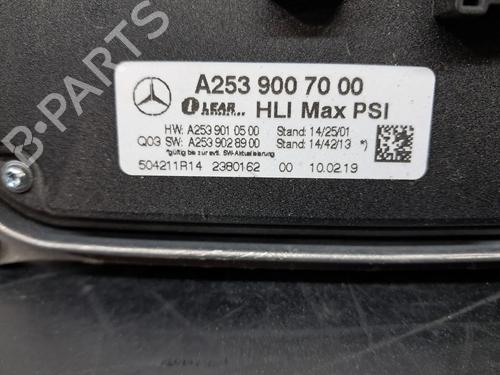 A253 900 70 00
LEAR HLI Max PSI
HW: A253 901 05 00 Stand: 14/25/01
Q03 SW: A253 902 89 00 Stand: 14/42/13 *)
*gültig bis zur evtl. SW-Aktualisierung
504211R14 2380162 00 10.02.19
B-PARTS